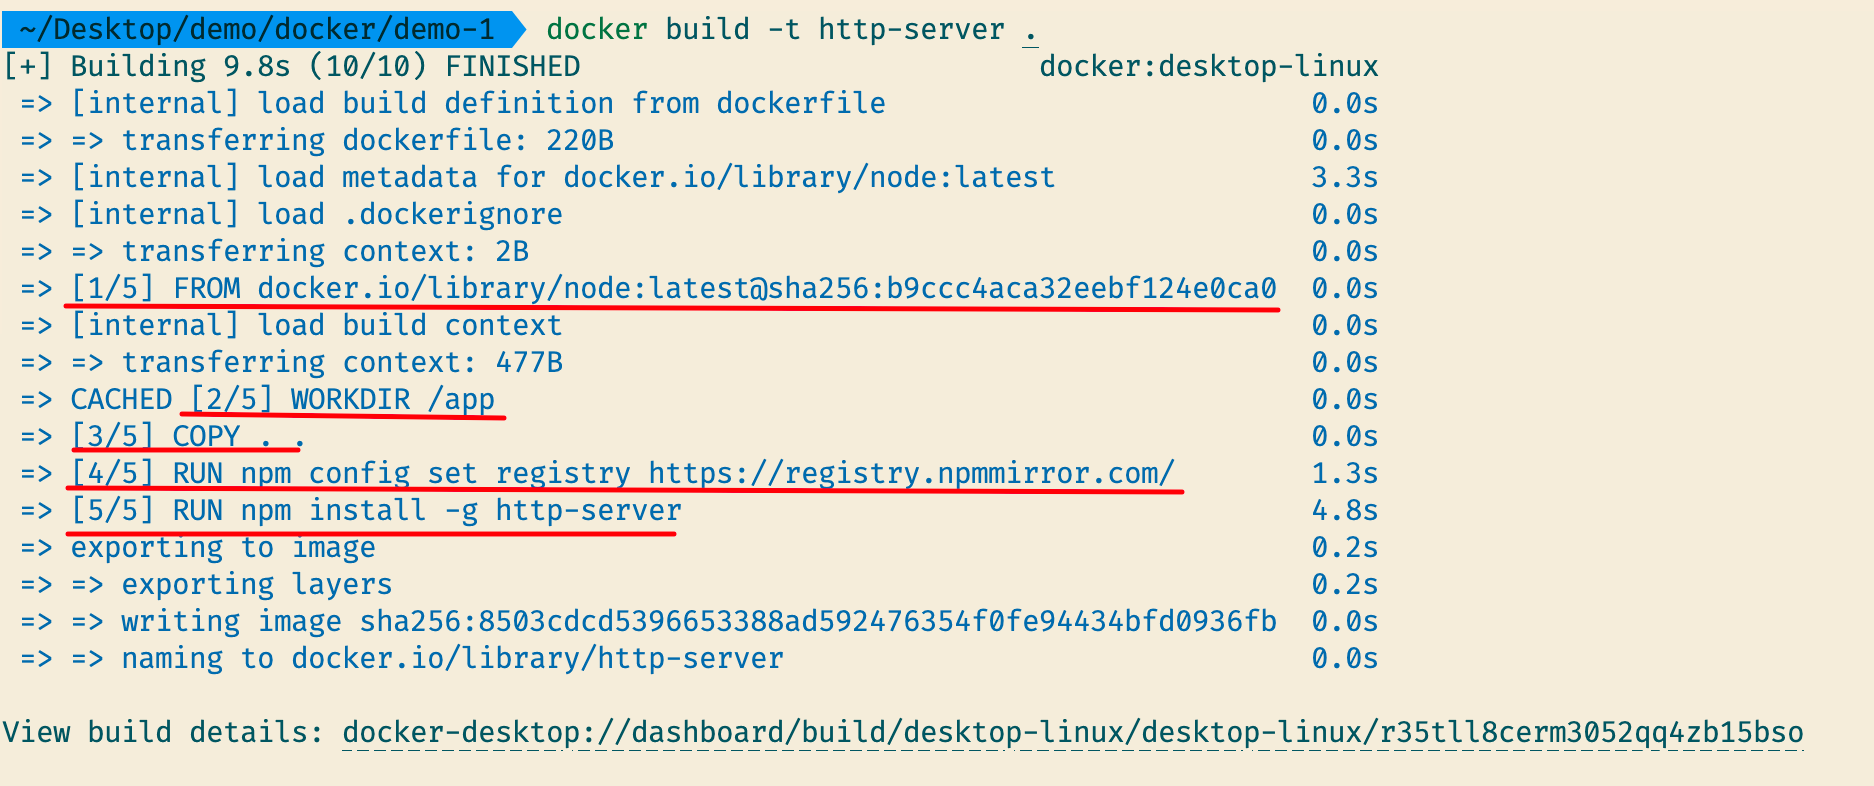 ~/Desktop/demo/docker/demo-1 docker build -t http-server .
[+] Building 9.8s (10/10) FINISHED docker:desktop-linux
=> [internal] load build definition from dockerfile 0.0s
=> => transferring dockerfile: 220B 0.0s
=> [internal] load metadata for docker.io/library/node:latest 3.3s
=> [internal] load .dockerignore 0.0s
=> => transferring context: 2B 0.0s
=> [1/5] FROM docker.io/library/node:latest@sha256:b9ccc4aca32eebf124e0ca0 0.0s
=> [internal] load build context 0.0s
=> => transferring context: 477B 0.0s
=> CACHED [2/5] WORKDIR /app 0.0s
=> [3/5] COPY . . 0.0s
=> [4/5] RUN npm config set registry https://registry.npmmirror.com/ 1.3s
=> [5/5] RUN npm install -g http-server 4.8s
=> exporting to image 0.2s
=> => exporting layers 0.2s
=> => writing image sha256:8503cdcd5396653388ad592476354f0fe94434bfd0936fb 0.0s
=> => naming to docker.io/library/http-server 0.0s
View build details: docker-desktop://dashboard/build/desktop-linux/desktop-linux/r35tll8cerm3052qq4zb15bso